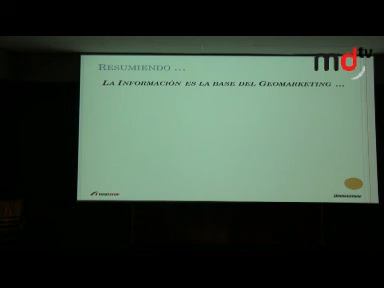 mdtv
RESUMIENDO ...
LA INFORMACIÓN ES LA BASE DEL GEOMARKETING ...